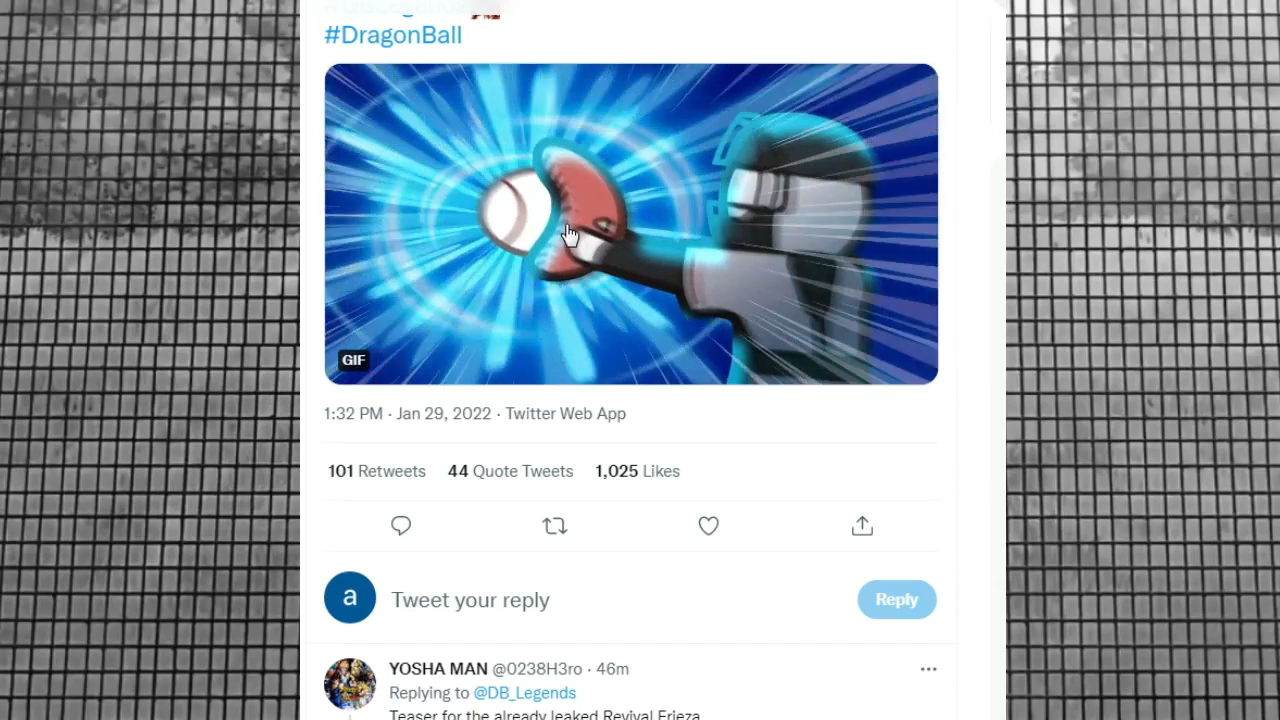 #DBLegends
#DragonBall
GIF
1:32 PM · Jan 29, 2022 · Twitter Web App
101 Retweets 44 Quote Tweets 1,025 Likes
a
Tweet your reply
Reply
YOSHA MAN @0238H3ro · 46m
Replying to @DB_Legends
Teaser for the already leaked Revival Frieza